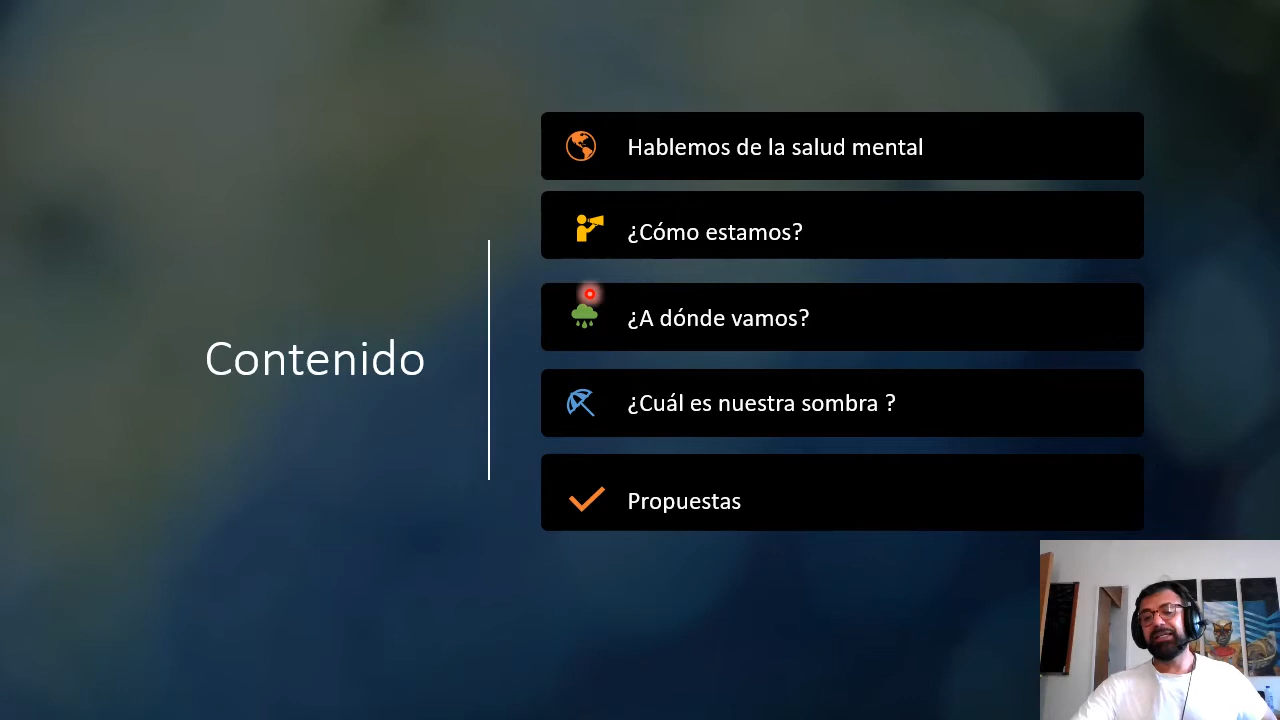 Contenido
Hablemos de la salud mental
¿Cómo estamos?
¿A dónde vamos?
¿Cuál es nuestra sombra ?
Propuestas